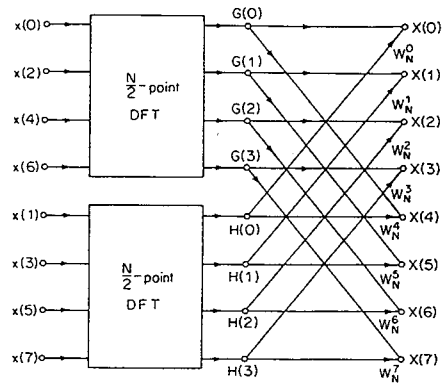 x(0) G(0) X(0)
W_N^0
x(2) G(1) X(1)
N/2-point
DFT
W_N^1
x(4) G(2) X(2)
W_N^2
x(6) G(3) X(3)
W_N^3
x(1) H(0) X(4)
W_N^4
x(3) H(1) X(5)
N/2-point
DFT
W_N^5
x(5) H(2) X(6)
W_N^6
x(7) H(3) X(7)
W_N^7